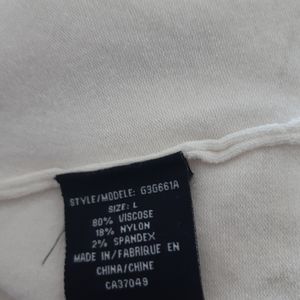 STYLE/MODELE: G3G661A
SIZE: L
80% VISCOSE
18% NYLON
2% SPANDEX
MADE IN/FABRIQUE EN
CHINA/CHINE
CA37049